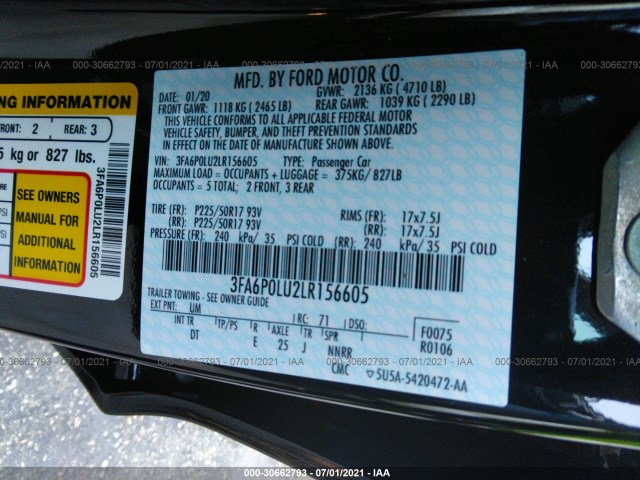 000-30662793 - 07/01/2021 - IAA
MFD. BY FORD MOTOR CO.
01/20
GVWR: 2136 KG ( 4710 LB)
FRONT GAWR: 1118 KG ( 2465 LB)
REAR GAWR: 1039 KG ( 2290 LB)
THIS VEHICLE CONFORMS TO ALL APPLICABLE FEDERAL MOTOR
VEHICLE SAFETY, BUMPER, AND THEFT PREVENTION STANDARDS
IN EFFECT ON THE DATE OF MANUFACTURE SHOWN ABOVE.
VIN: 3FA6P0LU2LR156605 TYPE: Passenger Car
MAXIMUM LOAD = OCCUPANTS + LUGGAGE = 375KG/ 827LB
OCCUPANTS = 5 TOTAL: 2 FRONT, 3 REAR
TIRE (FR): P225/50R17 93V RIMS (FR): 17x7.5J
(RR): P225/50R17 93V (RR): 17x7.5J
PRESSURE (FR): 240 kPa/ 35 PSI COLD (RR): 240 kPa/ 35 PSI COLD
3FA6P0LU2LR156605
TRAILER TOWING - SEE OWNER GUIDE
EXT PNT: UM RC: 71 DSO:
INT TR TP/PS R AXLE TR SPR
DT E 25 J NNRR
F0075
R0106
CMC ▽5U5A-5420472-AA
NG INFORMATION
FRONT: 2 REAR: 3
5 kg or 827 lbs.
SEE OWNERS
MANUAL FOR
ADDITIONAL
INFORMATION
PSI
PSI
3FA6P0LU2LR156605
000-30662793 - 07/01/2021 - IAA